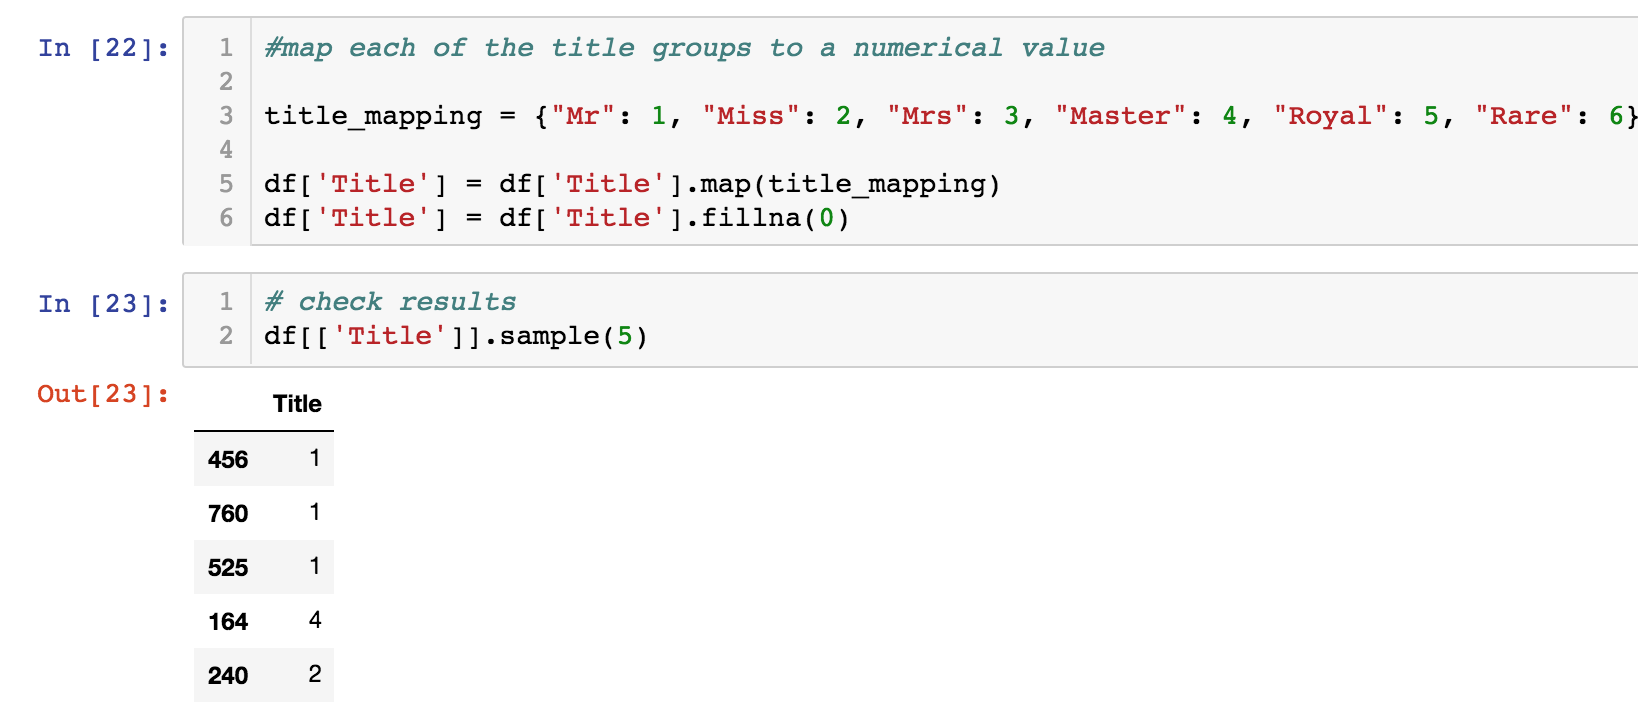 In [22]:
1 #map each of the title groups to a numerical value
2
3 title_mapping = {"Mr": 1, "Miss": 2, "Mrs": 3, "Master": 4, "Royal": 5, "Rare": 6}
4
5 df['Title'] = df['Title'].map(title_mapping)
6 df['Title'] = df['Title'].fillna(0)
In [23]:
1 # check results
2 df[['Title']].sample(5)
Out[23]:
Title
456 1
760 1
525 1
164 4
240 2